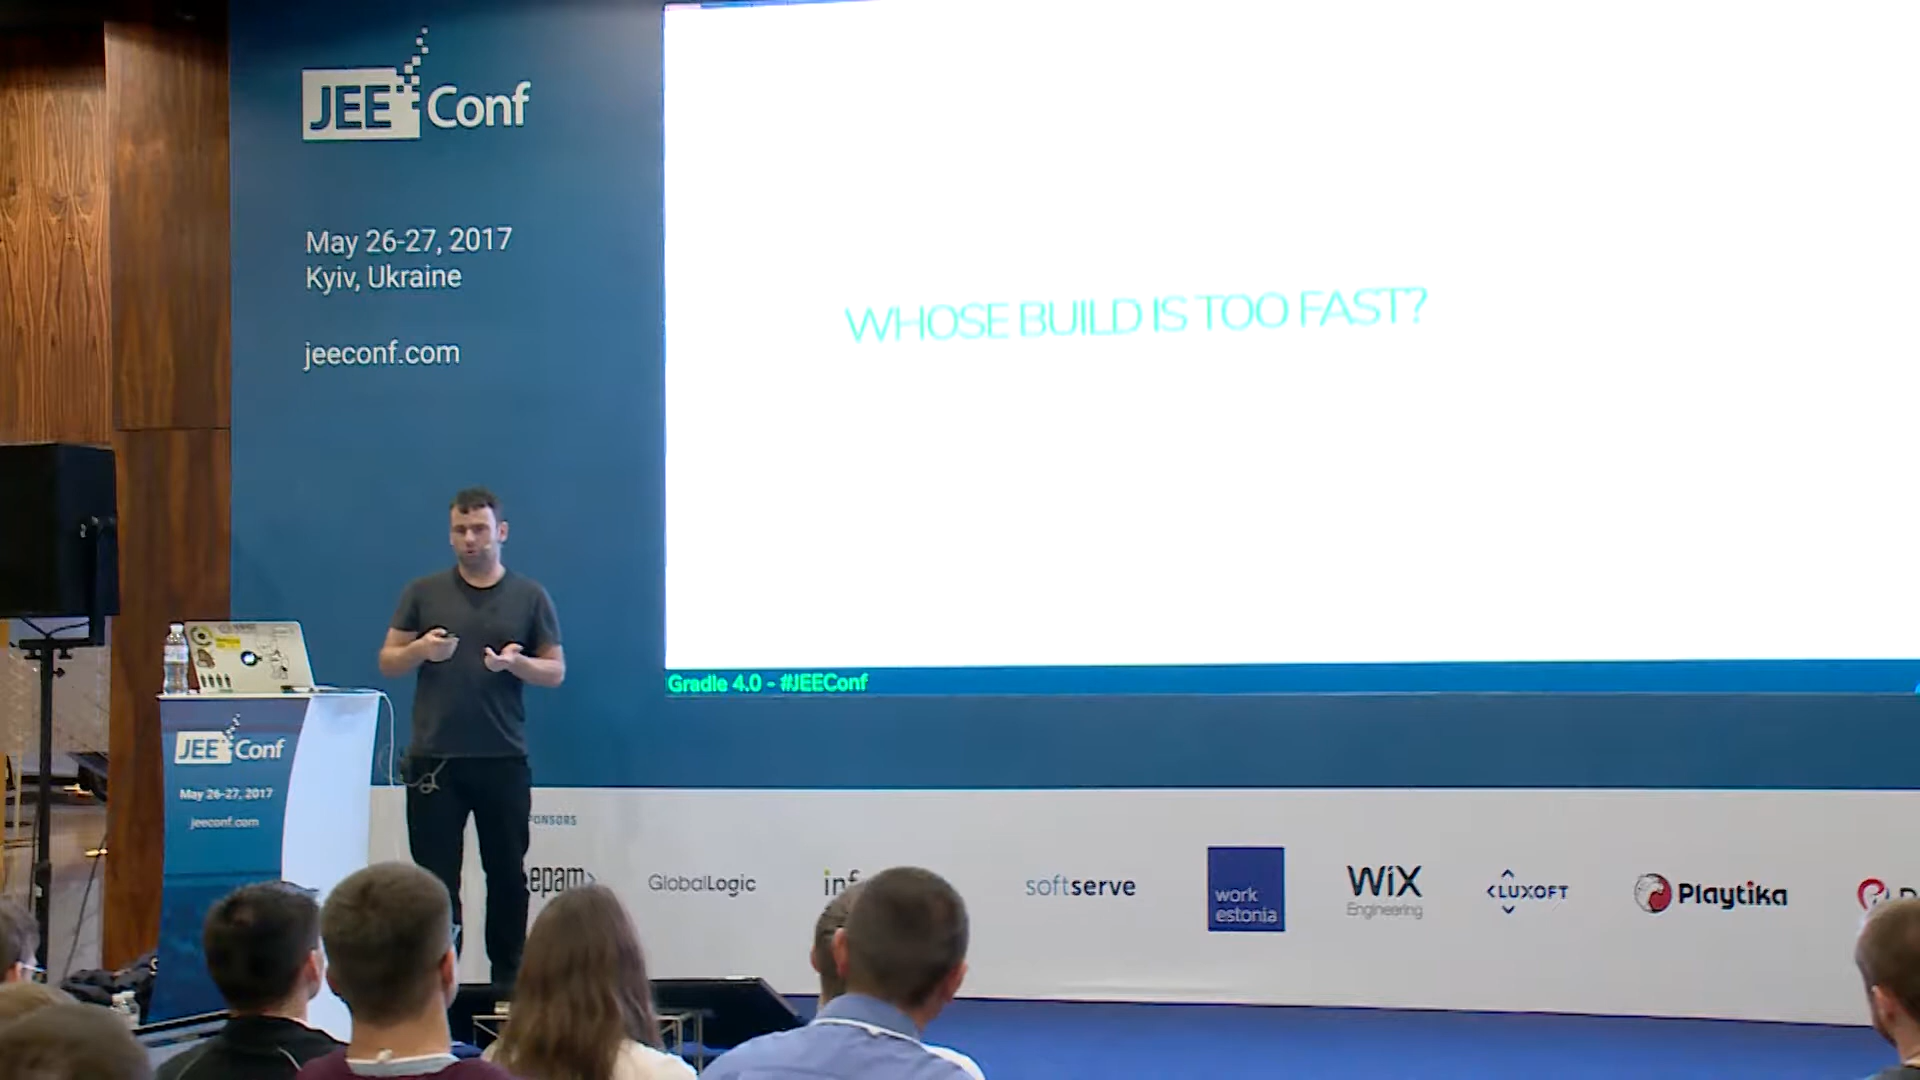 JEE Conf
May 26-27, 2017
Kyiv, Ukraine
jeeconf.com
WHOSE BUILD IS TOO FAST?
Gradle 4.0 - #JEEConf
JEE Conf
May 26-27, 2017
jeeconf.com
epam
GlobalLogic
inf
softserve
work
estonia
WiX
Engineering
LUXOFT
Playtika